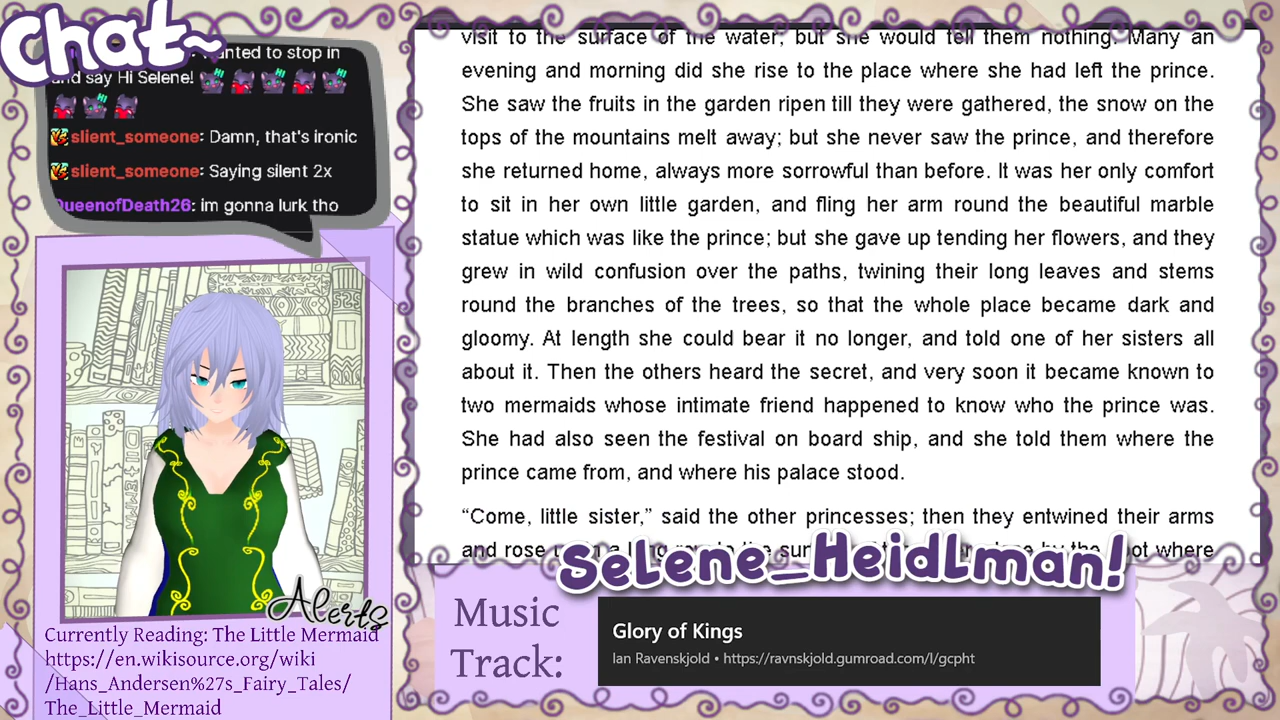 Chat~
anted to stop in
and say Hi Selene!
slient_someone: Damn, that's ironic
slient_someone: Saying silent 2x
QueenofDeath26: im gonna lurk tho
Alerts
Currently Reading: The Little Mermaid
https://en.wikisource.org/wiki
/Hans_Andersen%27s_Fairy_Tales/
The_Little_Mermaid
visit to the surface of the water; but she would tell them nothing. Many an
evening and morning did she rise to the place where she had left the prince.
She saw the fruits in the garden ripen till they were gathered, the snow on the
tops of the mountains melt away; but she never saw the prince, and therefore
she returned home, always more sorrowful than before. It was her only comfort
to sit in her own little garden, and fling her arm round the beautiful marble
statue which was like the prince; but she gave up tending her flowers, and they
grew in wild confusion over the paths, twining their long leaves and stems
round the branches of the trees, so that the whole place became dark and
gloomy. At length she could bear it no longer, and told one of her sisters all
about it. Then the others heard the secret, and very soon it became known to
two mermaids whose intimate friend happened to know who the prince was.
She had also seen the festival on board ship, and she told them where the
prince came from, and where his palace stood.
“Come, little sister,” said the other princesses; then they entwined their arms
and rose where
Selene_Heidlman!
Music
Track:
Glory of Kings
Ian Ravenskjold • https://ravnskjold.gumroad.com/l/gcpht